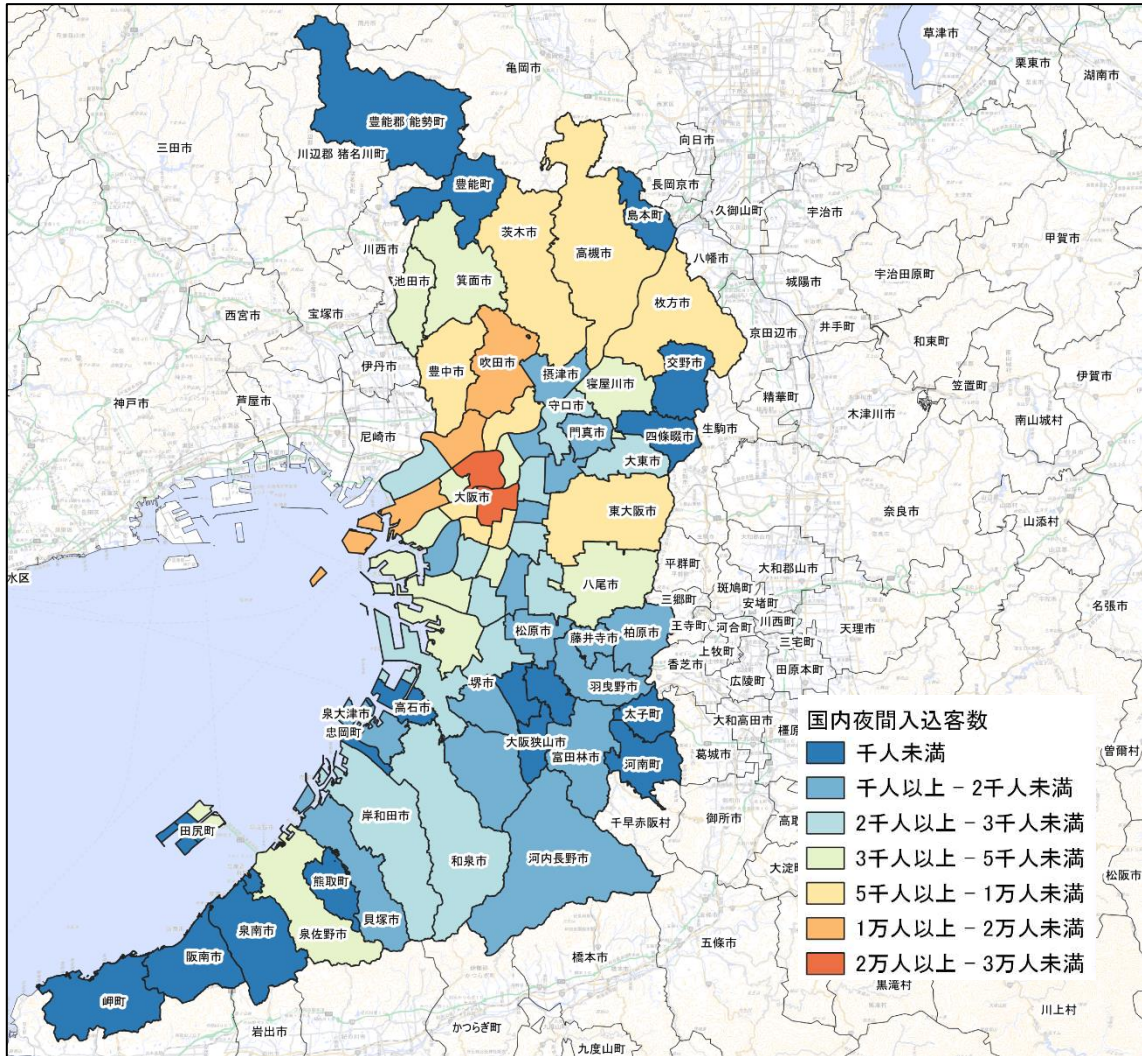 草津市
栗東市
湖南市
亀岡市
豊能郡 能勢町
向日市
三田市
川辺郡 猪名川町
長岡京市
豊能町
島本町
久御山町
宇治市
茨木市
甲賀市
川西市
高槻市
八幡市
宇治田原町
池田市
箕面市
城陽市
枚方市
宝塚市
西宮市
京田辺市
井手町
和束町
豊中市
吹田市
伊丹市
摂津市
交野市
寝屋川市
笠置町
伊賀市
精華町
神戸市
芦屋市
守口市
木津川市
南山城村
尼崎市
門真市
四條畷市
生駒市
大東市
大阪市
東大阪市
奈良市
山添村
水区
平群町
大和郡山市
八尾市
斑鳩町
安堵町
名張市
三郷町
川西町
松原市
藤井寺市
柏原市
王寺町
河合町
天理市
三宅町
上牧町
香芝市
田原本町
堺市
羽曳野市
広陵町
高石市
泉大津市
太子町
大和高田市
橿原
忠岡町
大阪狭山市
富田林市
葛城市
曽爾村
河南町
千早赤阪村
御所市
高取
田尻町
岸和田市
和泉市
河内長野市
大淀町
松阪市
熊取町
貝塚市
泉南市
泉佐野市
阪南市
五條市
橋本市
岬町
黒滝村
川上村
岩出市
かつらぎ町
九度山町
国内夜間入込客数
千人未満
千人以上 - 2千人未満
2千人以上 - 3千人未満
3千人以上 - 5千人未満
5千人以上 - 1万人未満
1万人以上 - 2万人未満
2万人以上 - 3万人未満